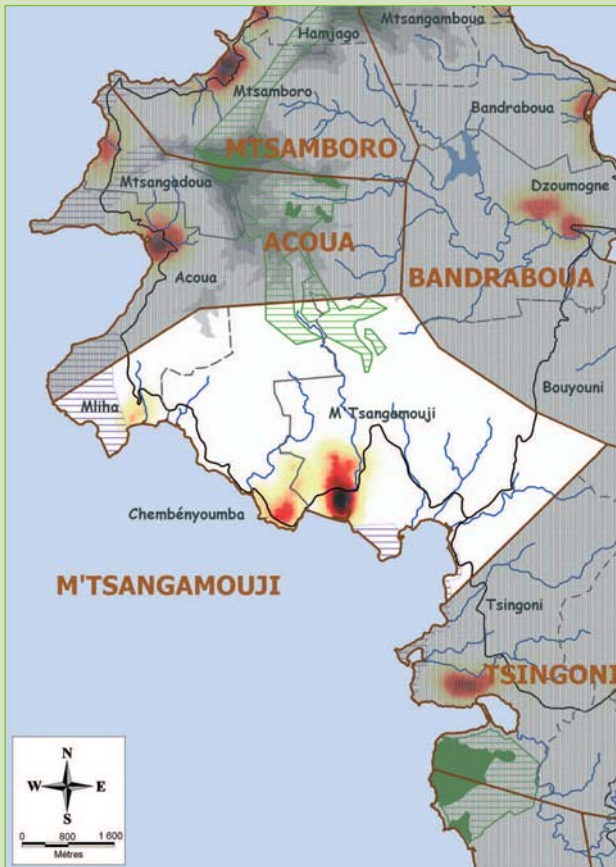 Hamjago
Mtsangamboua
Mtsamboro
Bandraboua
MTSAMBORO
Mtsangadoua
Dzoumogne
ACOUA
Acoua
BANDRABOUA
Bouyouni
Mliha
M'Tsangamouji
Chembényoumba
M'TSANGAMOUJI
Tsingoni
TSINGONI
N
W E
S
0 800 1 600
Mètres